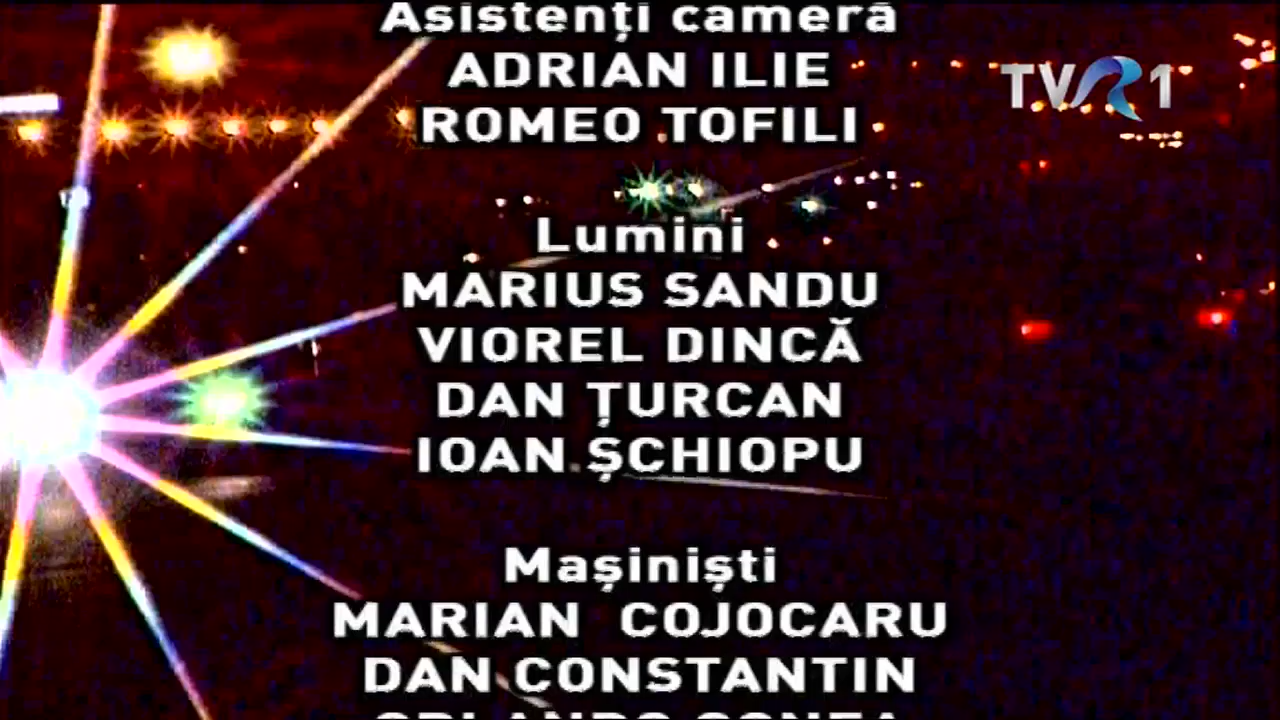 Asistenți cameră
ADRIAN ILIE
ROMEO TOFILI
TVR1
Lumini
MARIUS SANDU
VIOREL DINCĂ
DAN ȚURCAN
IOAN ȘCHIOPU
Mașiniști
MARIAN COJOCARU
DAN CONSTANTIN